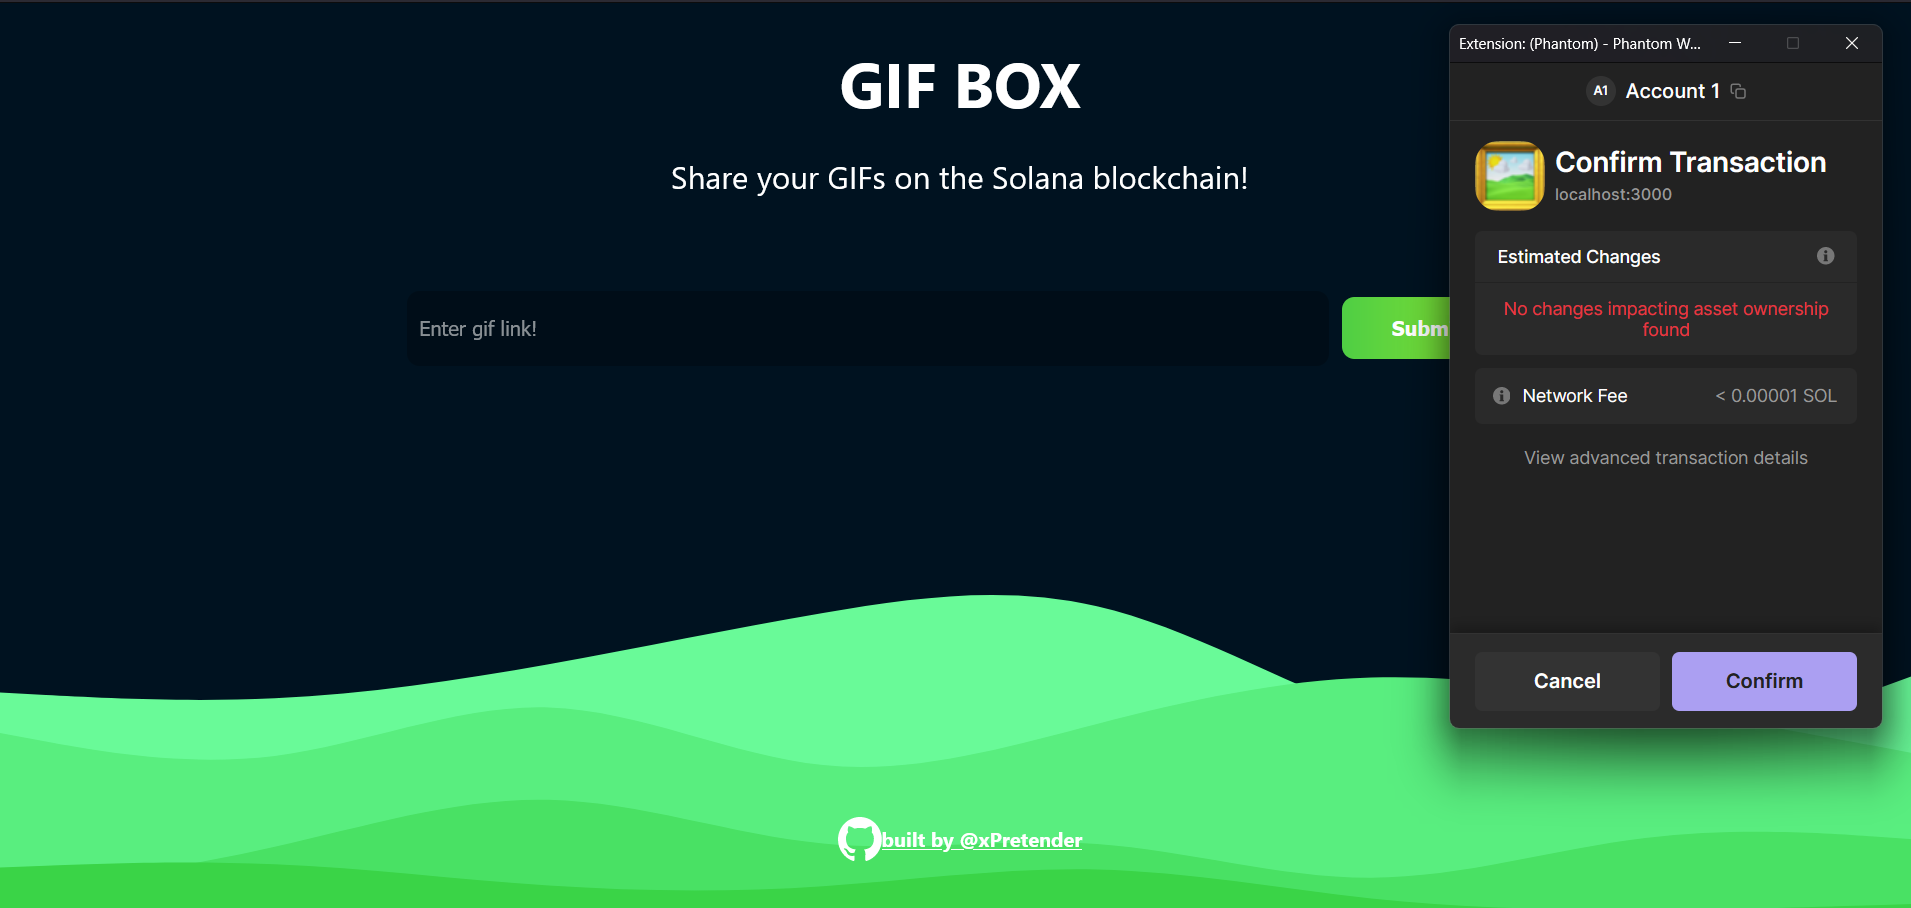 GIF BOX
Share your GIFs on the Solana blockchain!
Enter gif link!
Subm
built by @xPretender
Extension: (Phantom) - Phantom W...
A1 Account 1
Confirm Transaction
localhost:3000
Estimated Changes
No changes impacting asset ownership
found
Network Fee < 0.00001 SOL
View advanced transaction details
Cancel Confirm